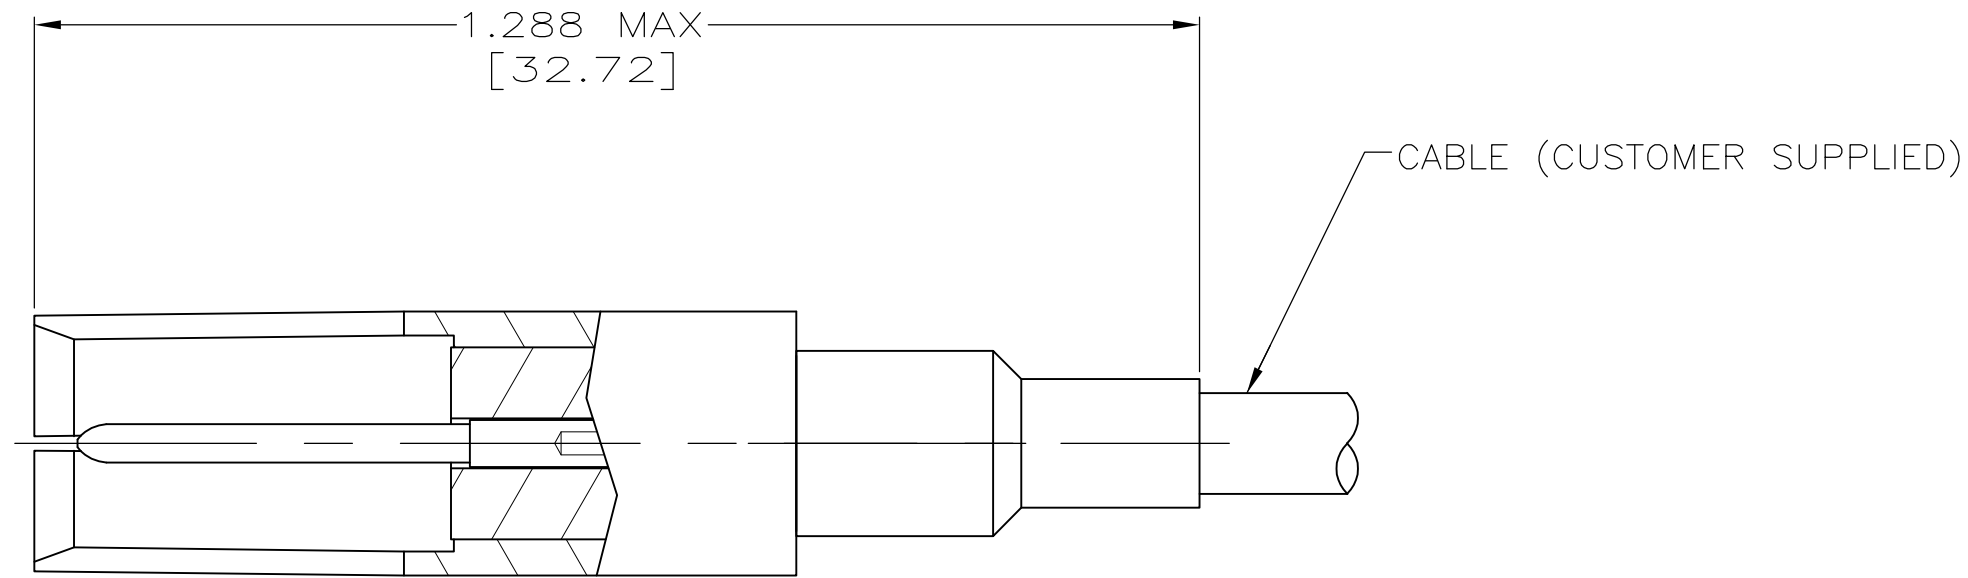 1.288 MAX
[32.72]
CABLE (CUSTOMER SUPPLIED)